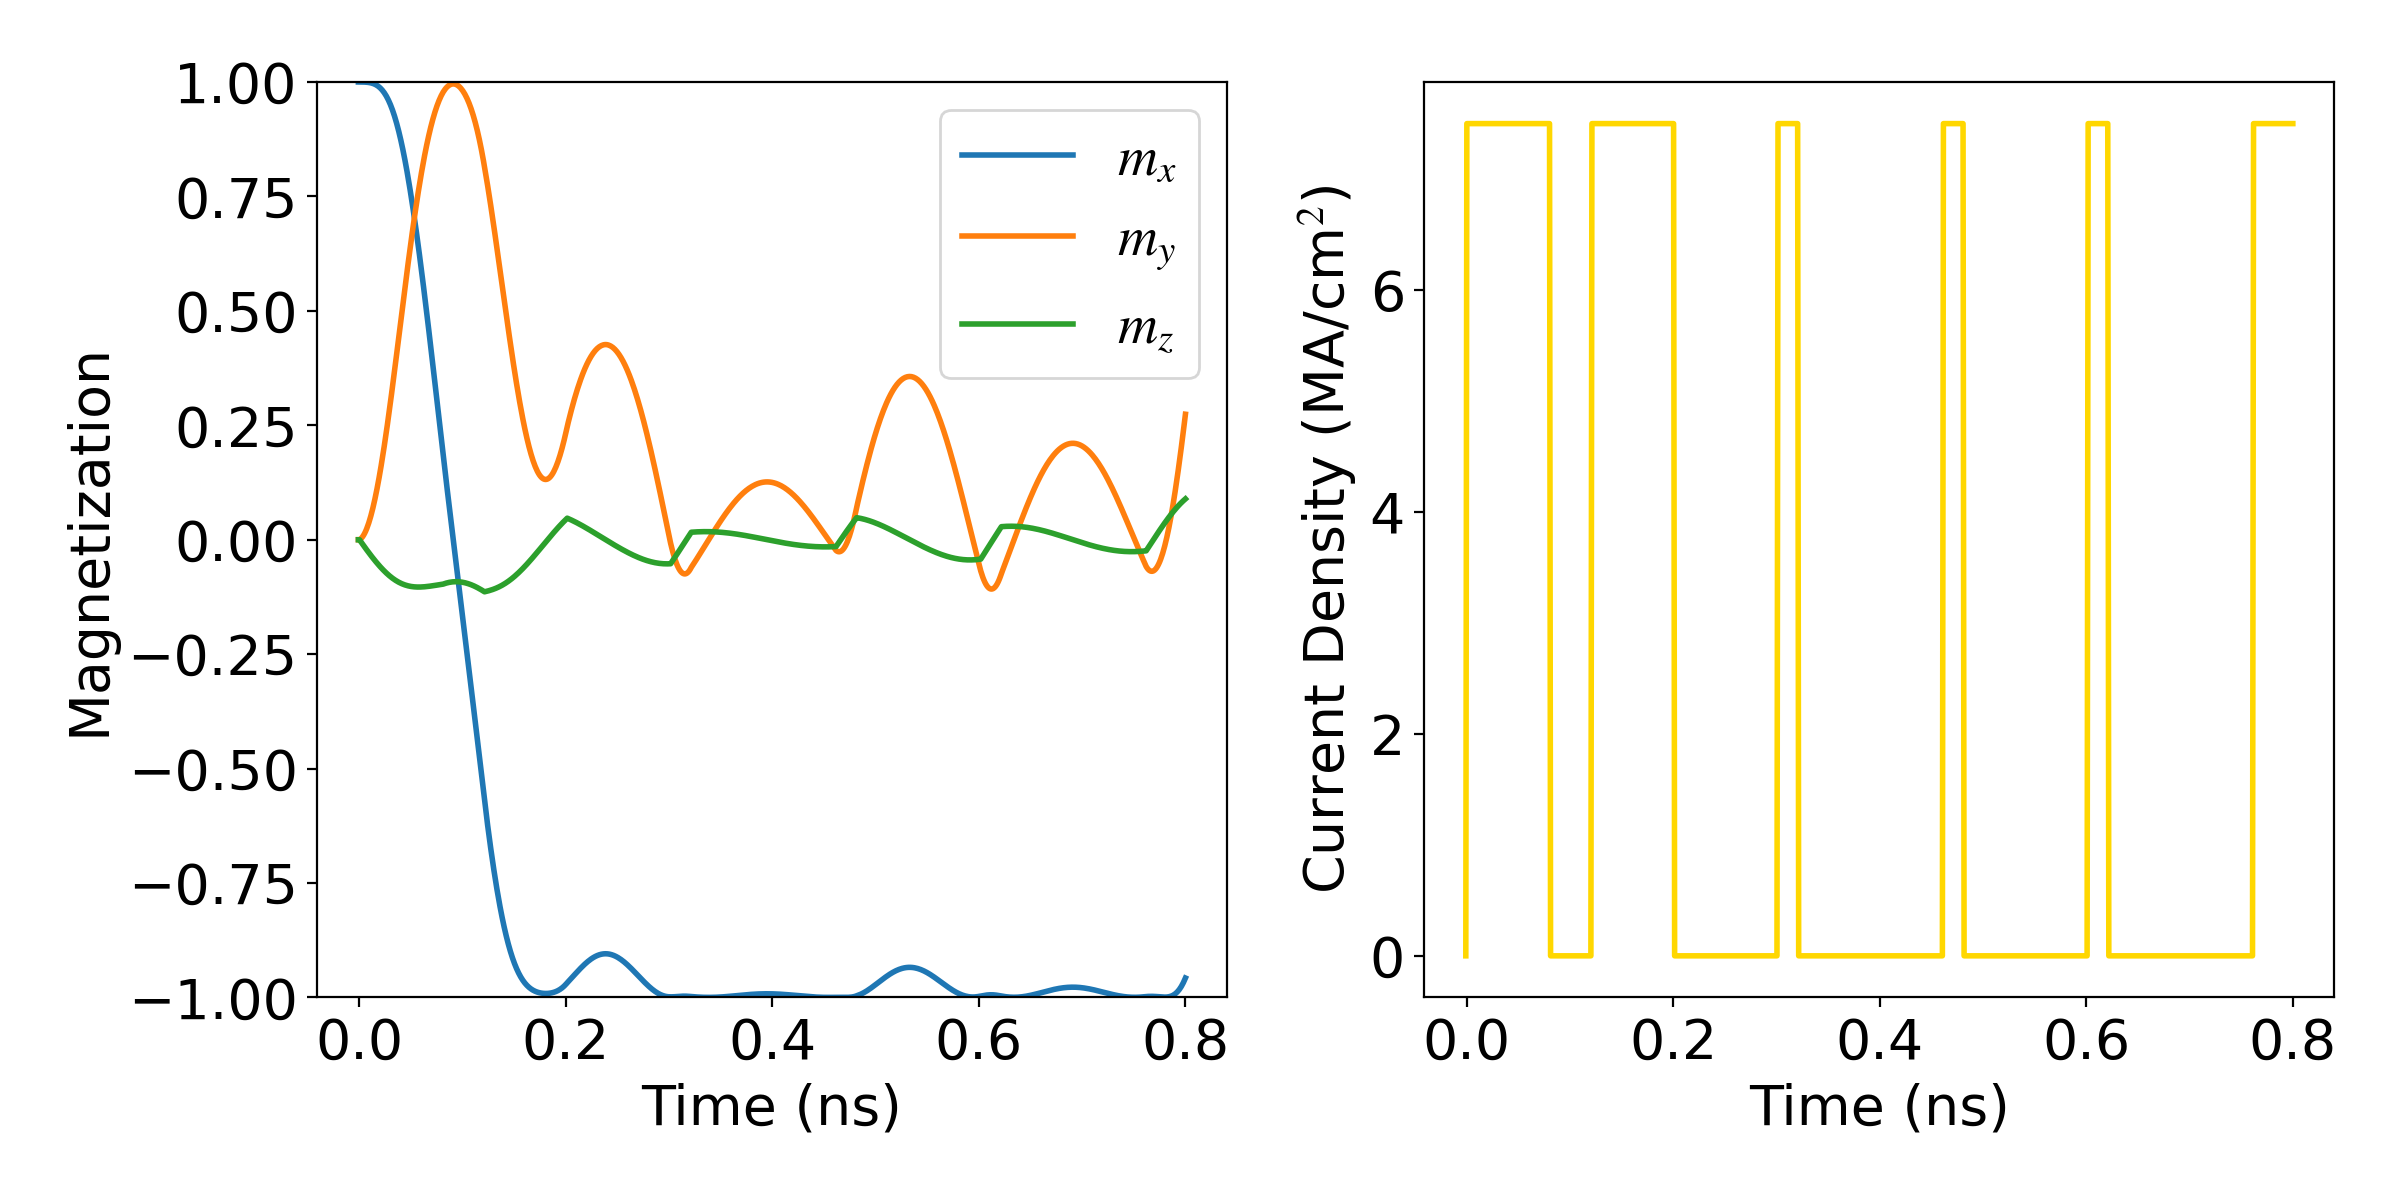 1.00
0.75
0.50
0.25
0.00
−0.25
−0.50
−0.75
−1.00
Magnetization
0.0 0.2 0.4 0.6 0.8
Time (ns)
m_x
m_y
m_z
6
4
2
0
Current Density (MA/cm²)
0.0 0.2 0.4 0.6 0.8
Time (ns)